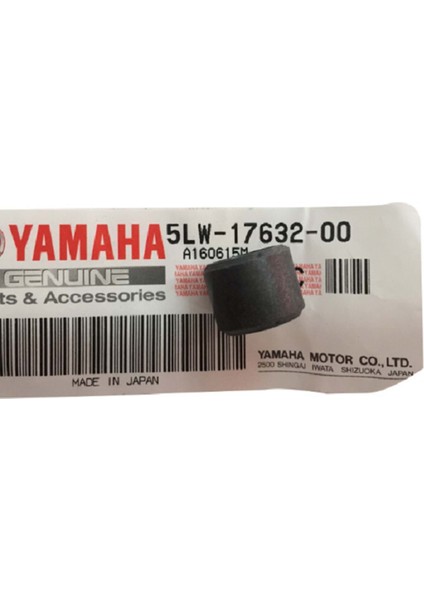 YAMAHA
5LW-17632-00
A160615M
GENUINE
ts & Accessories
MADE IN JAPAN
YAMAHA MOTOR CO.,LTD.
2500 SHINGAI IWATA SHIZUOKA JAPAN